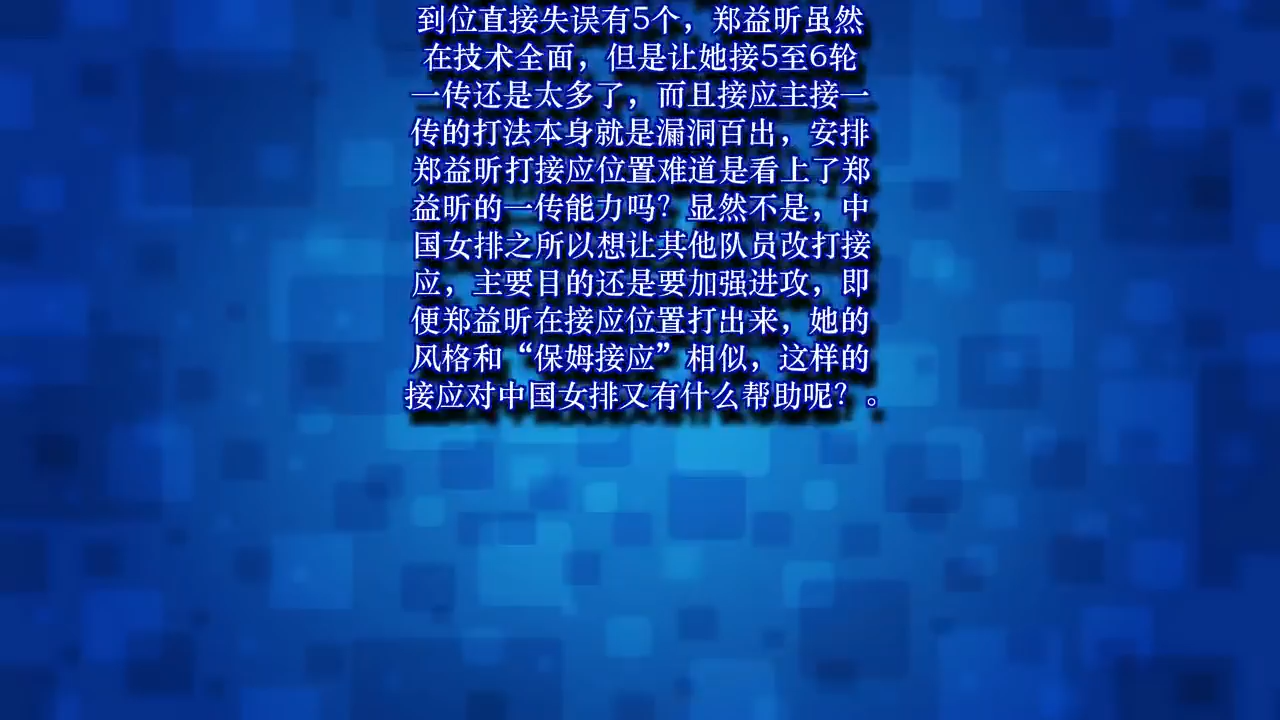 到位直接失误有5个，郑益昕虽然
在技术全面，但是让她接5至6轮
一传还是太多了，而且接应主接一
传的打法本身就是漏洞百出，安排
郑益昕打接应位置难道是看上了郑
益昕的一传能力吗？显然不是，中
国女排之所以想让其他队员改打接
应，主要目的还是要加强进攻，即
便郑益昕在接应位置打出来，她的
风格和“保姆接应”相似，这样的
接应对中国女排又有什么帮助呢？。